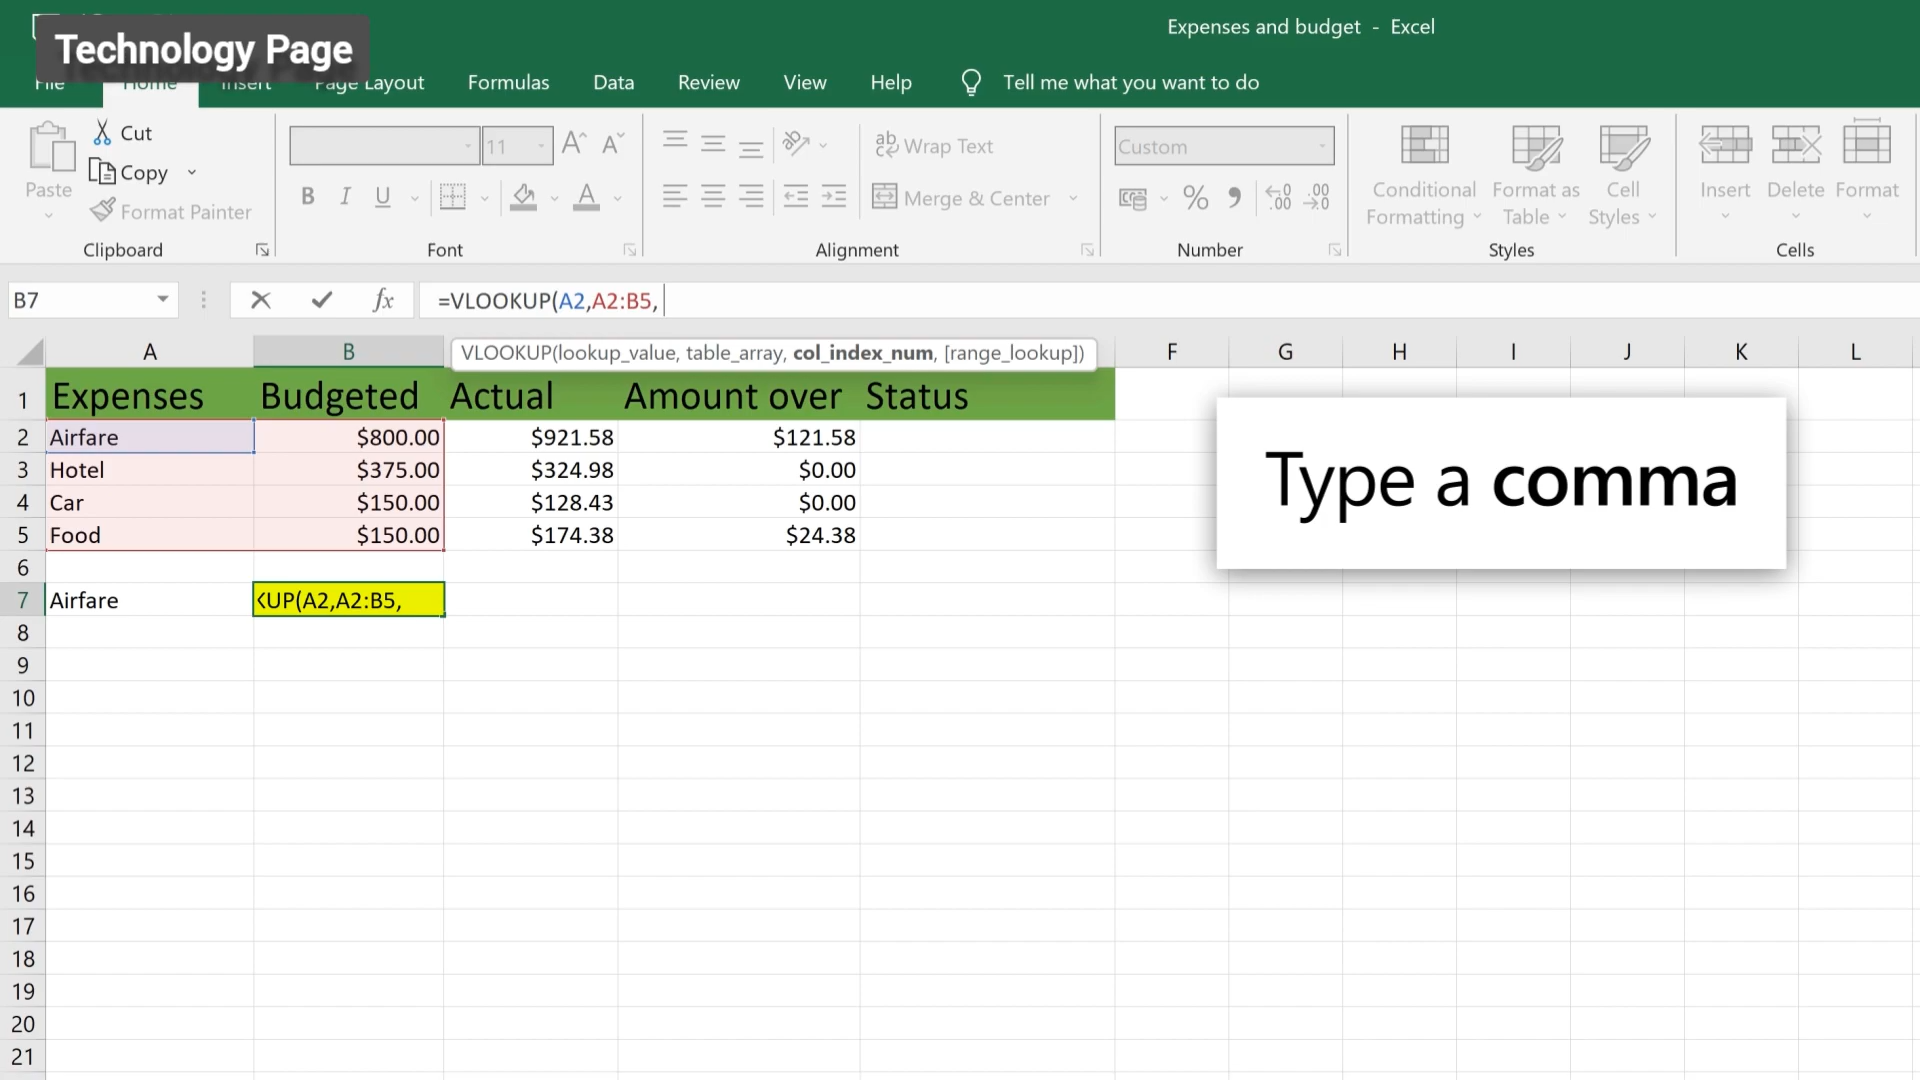 Technology Page
Expenses and budget - Excel
File Home Insert Page Layout Formulas Data Review View Help Tell me what you want to do
Paste
Cut
Copy
Format Painter
Clipboard
11
B I U
Font
Wrap Text
Merge & Center
Alignment
Custom
Number
Conditional Formatting
Format as Table
Cell Styles
Styles
Insert Delete Format
Cells
B7
fx
=VLOOKUP(A2,A2:B5,
VLOOKUP(lookup_value, table_array, col_index_num, [range_lookup])
A B F G H I J K L
1 Expenses Budgeted Actual Amount over Status
2 Airfare $800.00 $921.58 $121.58
3 Hotel $375.00 $324.98 $0.00
4 Car $150.00 $128.43 $0.00
5 Food $150.00 $174.38 $24.38
6
7 Airfare KUP(A2,A2:B5,
8
9
10
11
12
13
14
15
16
17
18
19
20
21
Type a comma